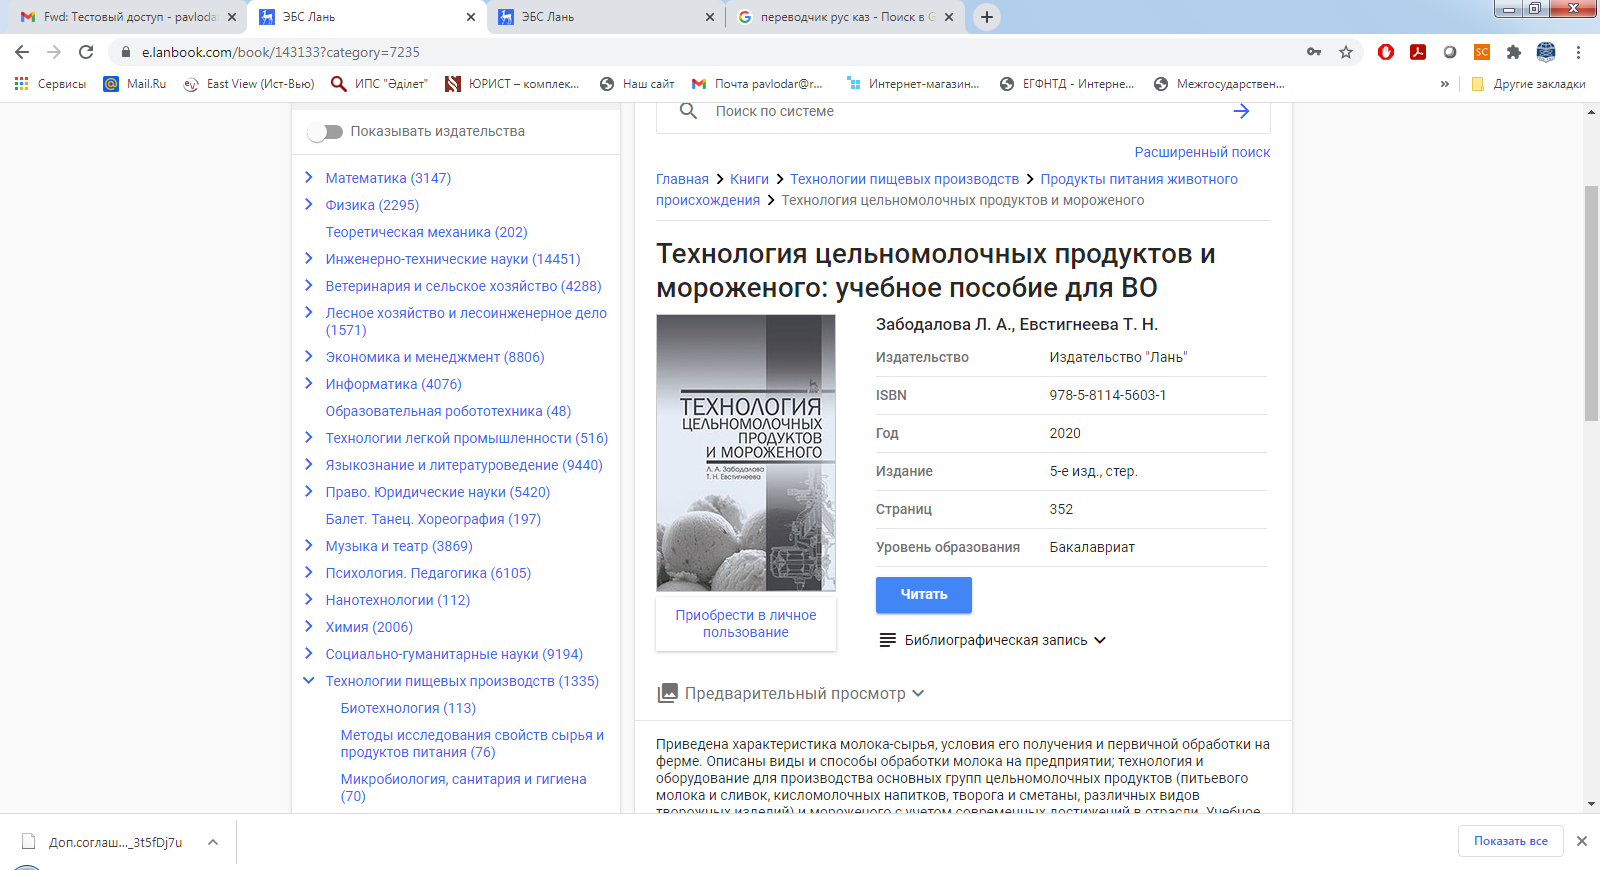 Fwd: Тестовый доступ - pavloda
ЭБС Лань
ЭБС Лань
переводчик рус каз - Поиск в G
e.lanbook.com/book/143133?category=7235
Сервисы
Mail.Ru
East View (Ист-Вью)
ИПС "Әділет"
ЮРИСТ – комплек...
Наш сайт
Почта pavlodar@r...
Интернет-магазин...
ЕГФНТД - Интерне...
Межгосударствен...
»
Другие закладки
Показывать издательства
Математика (3147)
Физика (2295)
Теоретическая механика (202)
Инженерно-технические науки (14451)
Ветеринария и сельское хозяйство (4288)
Лесное хозяйство и лесоинженерное дело
(1571)
Экономика и менеджмент (8806)
Информатика (4076)
Образовательная робототехника (48)
Технологии легкой промышленности (516)
Языкознание и литературоведение (9440)
Право. Юридические науки (5420)
Балет. Танец. Хореография (197)
Музыка и театр (3869)
Психология. Педагогика (6105)
Нанотехнологии (112)
Химия (2006)
Социально-гуманитарные науки (9194)
Технологии пищевых производств (1335)
Биотехнология (113)
Методы исследования свойств сырья и
продуктов питания (76)
Микробиология, санитария и гигиена
(70)
Поиск по системе
Расширенный поиск
Главная > Книги > Технологии пищевых производств > Продукты питания животного
происхождения > Технология цельномолочных продуктов и мороженого
Технология цельномолочных продуктов и
мороженого: учебное пособие для ВО
ТЕХНОЛОГИЯ
ЦЕЛЬНОМОЛОЧНЫХ
ПРОДУКТОВ
И МОРОЖЕНОГО
Л. А. Забодалова
Т. Н. Евстигнеева
Приобрести в личное
пользование
Забодалова Л. А., Евстигнеева Т. Н.
Издательство Издательство "Лань"
ISBN 978-5-8114-5603-1
Год 2020
Издание 5-е изд., стер.
Страниц 352
Уровень образования Бакалавриат
Читать
Библиографическая запись
Предварительный просмотр
Приведена характеристика молока-сырья, условия его получения и первичной обработки на
ферме. Описаны виды и способы обработки молока на предприятии; технология и
оборудование для производства основных групп цельномолочных продуктов (питьевого
молока и сливок, кисломолочных напитков, творога и сметаны, различных видов
творожных изделий) и мороженого с учетом современных достижений в отрасли. Учебное
Доп.соглаш...._3t5fDj7u
Показать все